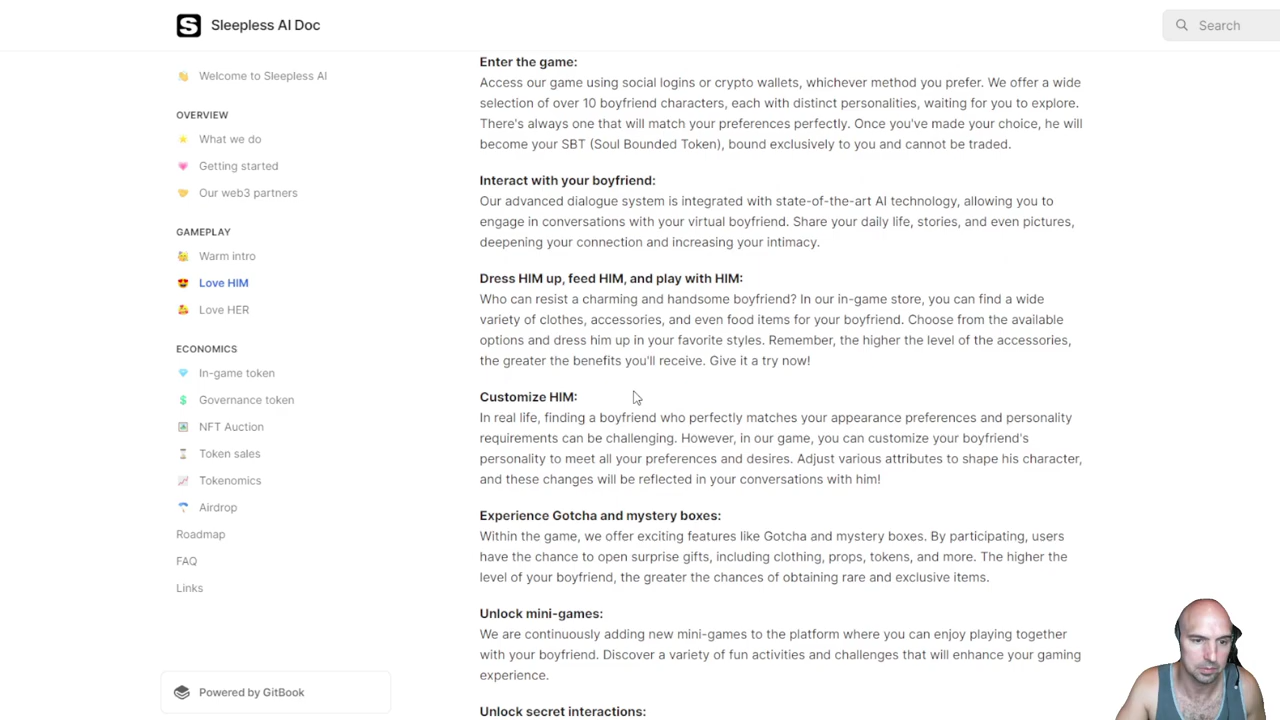 Sleepless AI Doc
Search
Welcome to Sleepless AI
OVERVIEW
What we do
Getting started
Our web3 partners
GAMEPLAY
Warm intro
Love HIM
Love HER
ECONOMICS
In-game token
Governance token
NFT Auction
Token sales
Tokenomics
Airdrop
Roadmap
FAQ
Links
Powered by GitBook
Enter the game:
Access our game using social logins or crypto wallets, whichever method you prefer. We offer a wide
selection of over 10 boyfriend characters, each with distinct personalities, waiting for you to explore.
There's always one that will match your preferences perfectly. Once you've made your choice, he will
become your SBT (Soul Bounded Token), bound exclusively to you and cannot be traded.
Interact with your boyfriend:
Our advanced dialogue system is integrated with state-of-the-art AI technology, allowing you to
engage in conversations with your virtual boyfriend. Share your daily life, stories, and even pictures,
deepening your connection and increasing your intimacy.
Dress HIM up, feed HIM, and play with HIM:
Who can resist a charming and handsome boyfriend? In our in-game store, you can find a wide
variety of clothes, accessories, and even food items for your boyfriend. Choose from the available
options and dress him up in your favorite styles. Remember, the higher the level of the accessories,
the greater the benefits you'll receive. Give it a try now!
Customize HIM:
In real life, finding a boyfriend who perfectly matches your appearance preferences and personality
requirements can be challenging. However, in our game, you can customize your boyfriend's
personality to meet all your preferences and desires. Adjust various attributes to shape his character,
and these changes will be reflected in your conversations with him!
Experience Gotcha and mystery boxes:
Within the game, we offer exciting features like Gotcha and mystery boxes. By participating, users
have the chance to open surprise gifts, including clothing, props, tokens, and more. The higher the
level of your boyfriend, the greater the chances of obtaining rare and exclusive items.
Unlock mini-games:
We are continuously adding new mini-games to the platform where you can enjoy playing together
with your boyfriend. Discover a variety of fun activities and challenges that will enhance your gaming
experience.
Unlock secret interactions: